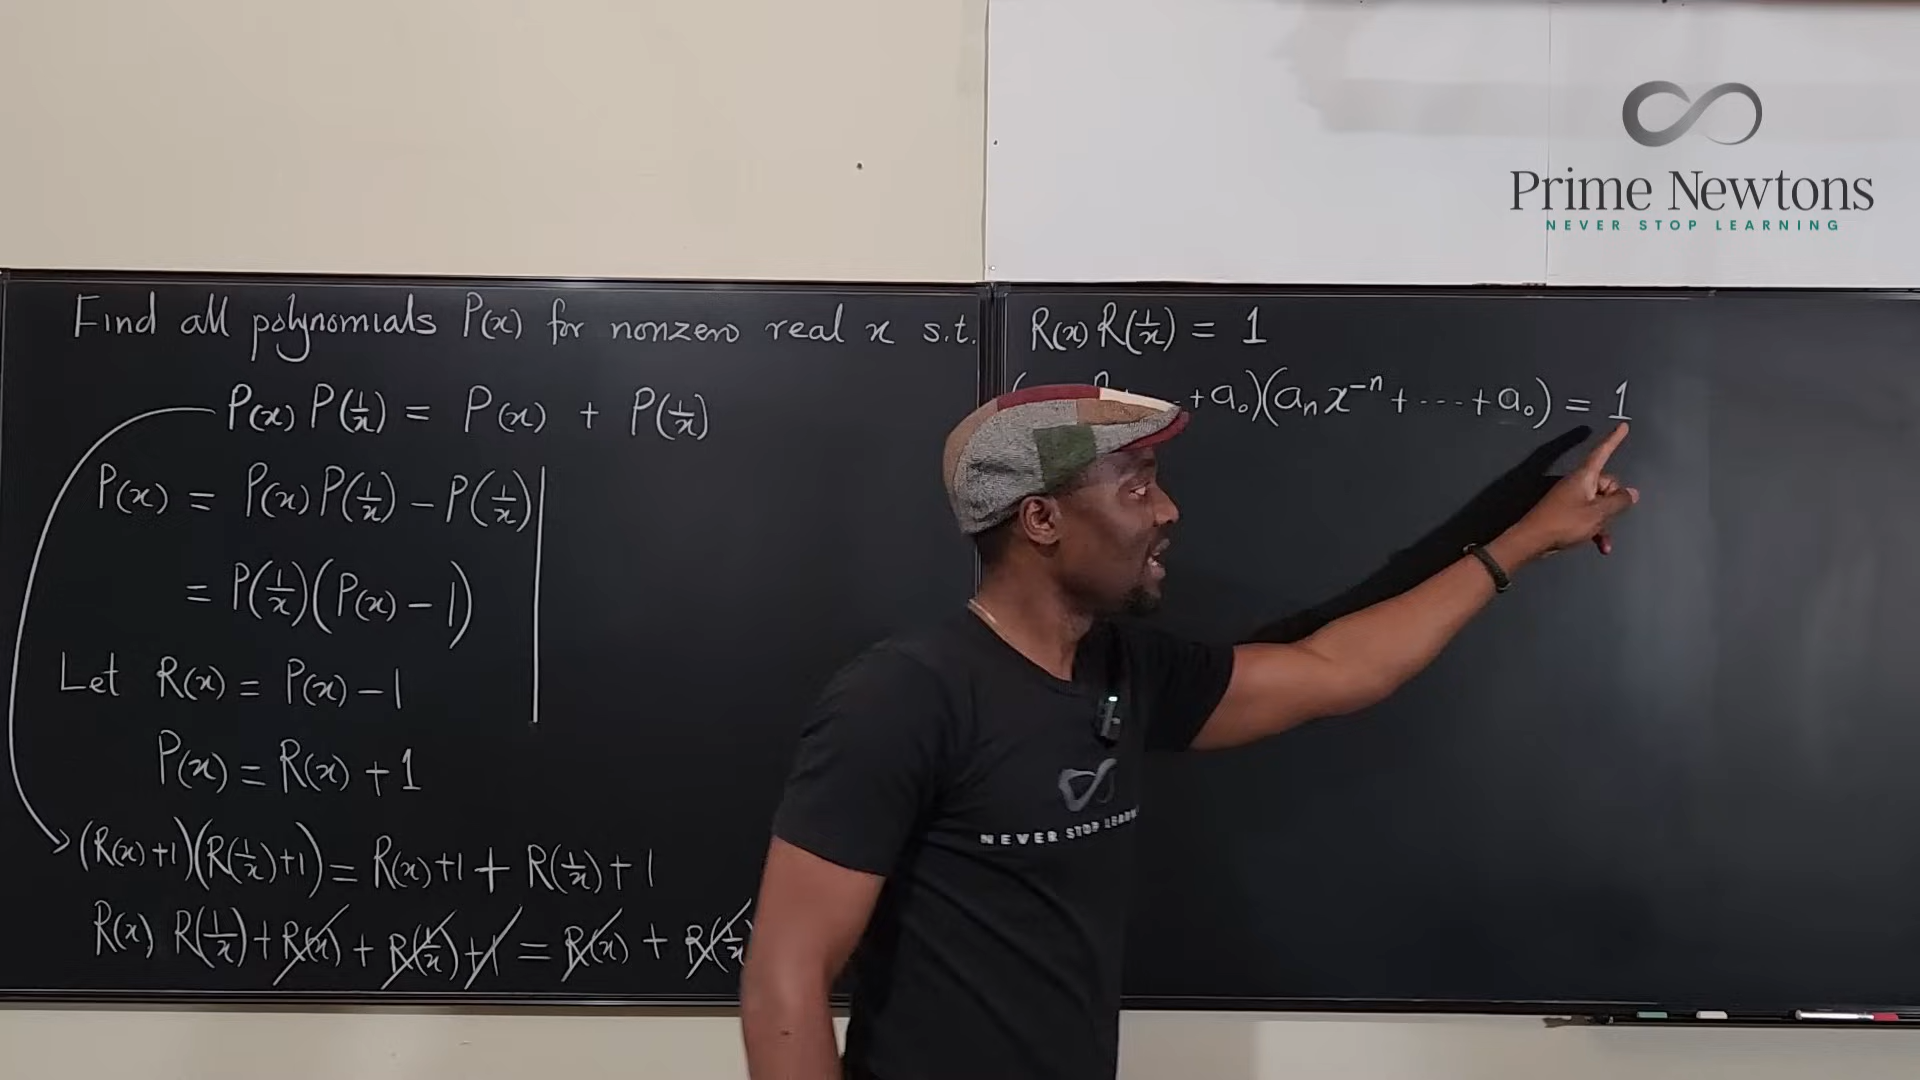 Prime Newtons
NEVER STOP LEARNING
Find all polynomials P(x) for nonzero real x s.t.
P(x) P(1/x) = P(x) + P(1/x)
P(x) = P(x) P(1/x) - P(1/x)
= P(1/x)(P(x) - 1)
Let R(x) = P(x) - 1
P(x) = R(x) + 1
(R(x)+1)(R(1/x)+1) = R(x)+1 + R(1/x)+1
R(x) R(1/x) + R(x) + R(1/x) + 1 = R(x) + R(1/x)
R(x) R(1/x) = 1
+a₀)(aₙx⁻ⁿ + ··· + a₀) = 1
NEVER STOP LEARN